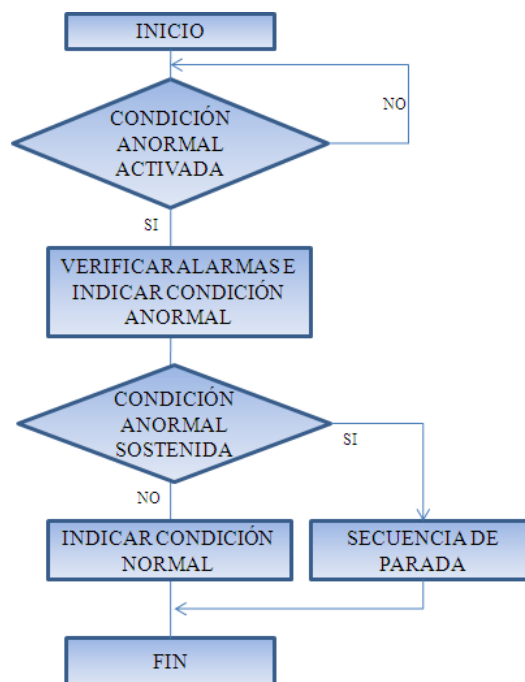 INICIO
NO
CONDICIÓN
ANORMAL
ACTIVADA
SI
VERIFICAR ALARMAS E
INDICAR CONDICIÓN
ANORMAL
CONDICIÓN
ANORMAL
SOSTENIDA
SI
NO
INDICAR CONDICIÓN
NORMAL
SECUENCIA DE
PARADA
FIN